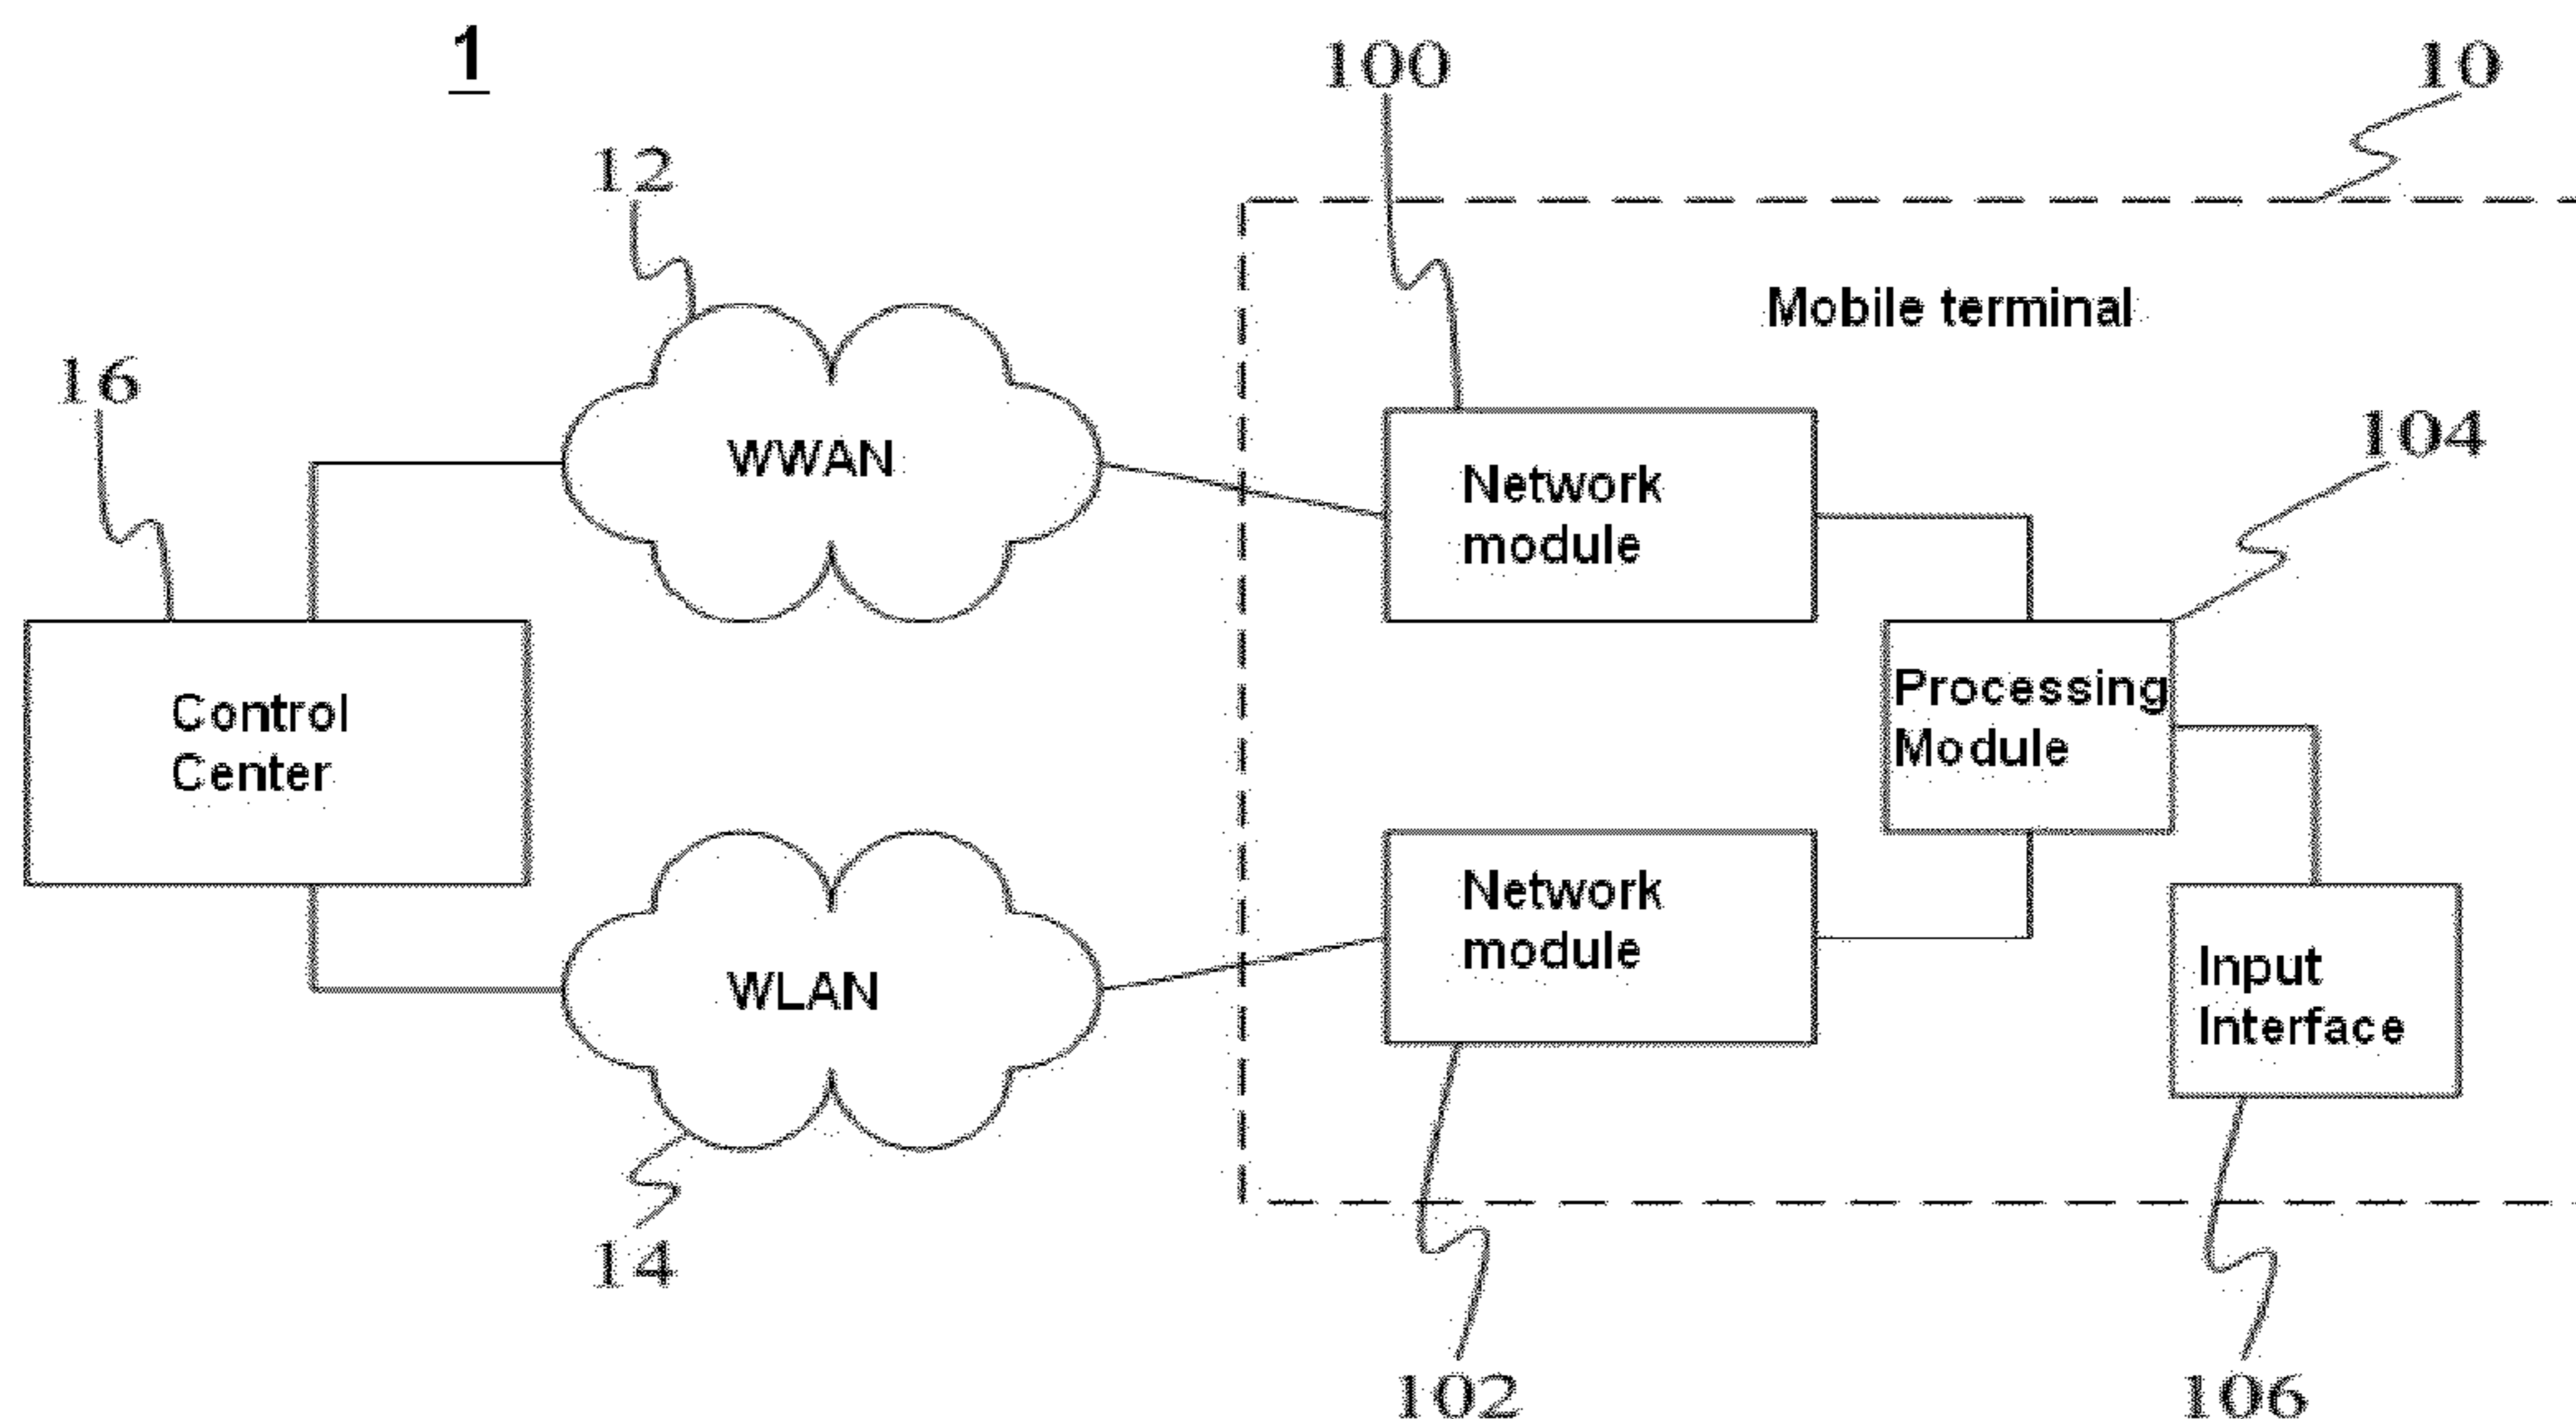 1
100
10
12
Mobile terminal
16
104
WWAN
Network
module
Control
Center
Processing
Module
Network
module
WLAN
Input
Interface
14
102
106